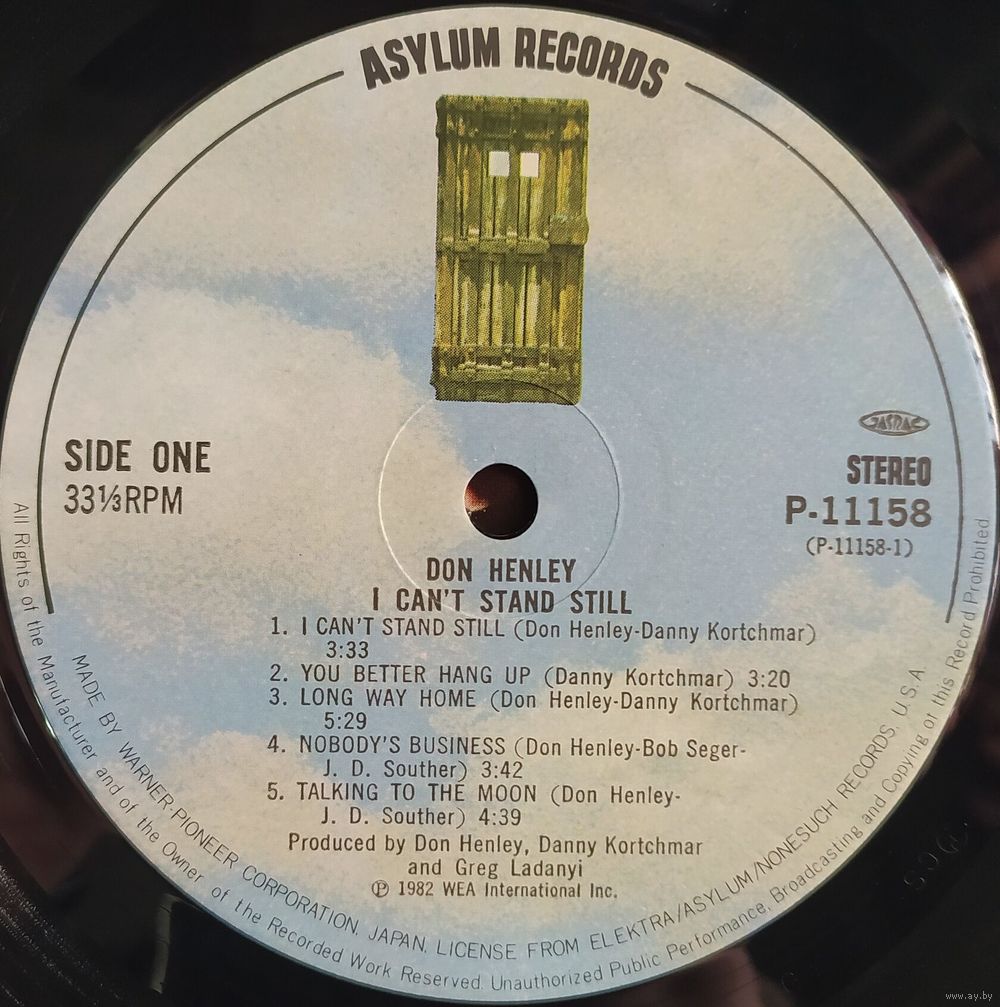 ASYLUM RECORDS
JASRAC
SIDE ONE
33⅓RPM
STEREO
P-11158
(P-11158-1)
DON HENLEY
I CAN'T STAND STILL
1. I CAN'T STAND STILL (Don Henley-Danny Kortchmar)
3:33
2. YOU BETTER HANG UP (Danny Kortchmar) 3:20
3. LONG WAY HOME (Don Henley-Danny Kortchmar)
5:29
4. NOBODY'S BUSINESS (Don Henley-Bob Seger-
J. D. Souther) 3:42
5. TALKING TO THE MOON (Don Henley-
J. D. Souther) 4:39
Produced by Don Henley, Danny Kortchmar
and Greg Ladanyi
℗ 1982 WEA International Inc.
MADE BY WARNER-PIONEER CORPORATION, JAPAN, LICENSE FROM ELEKTRA/ASYLUM/NONESUCH RECORDS, U.S.A
All Rights of the Manufacturer and of the Owner of the Recorded Work Reserved. Unauthorized Public Performance, Broadcasting and Copying of this Record Prohibited
www.ay.by